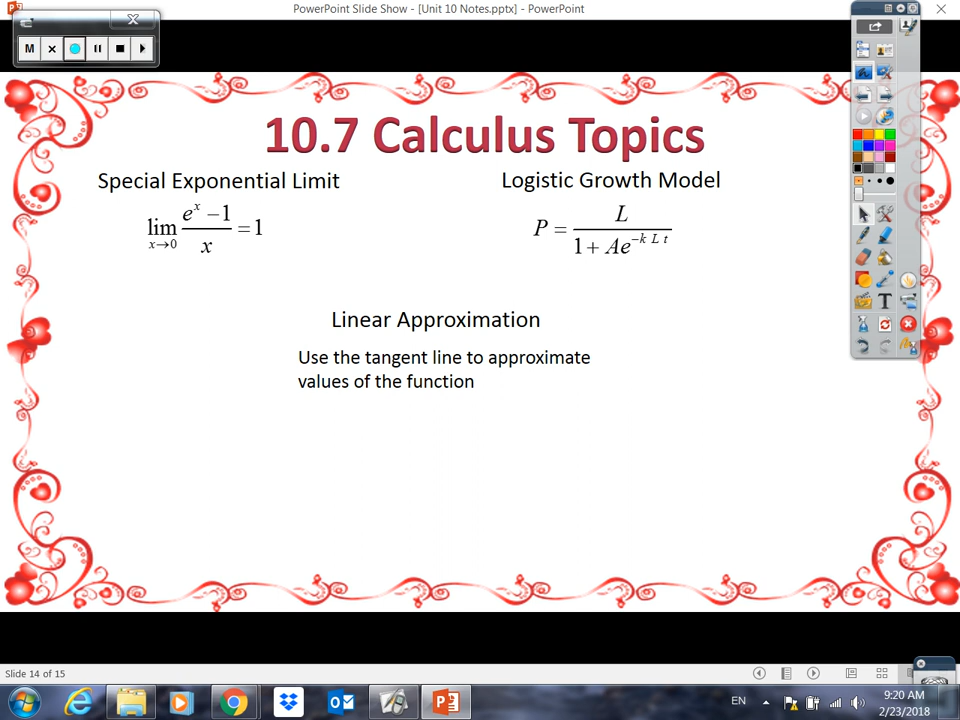 PowerPoint Slide Show - [Unit 10 Notes.pptx] - PowerPoint
M
10.7 Calculus Topics
Special Exponential Limit
Logistic Growth Model
lim x→0 (e^x − 1)/x = 1
P = L/(1 + Ae^(−k L t))
Linear Approximation
Use the tangent line to approximate
values of the function
T
Slide 14 of 15
EN
9:20 AM
2/23/2018